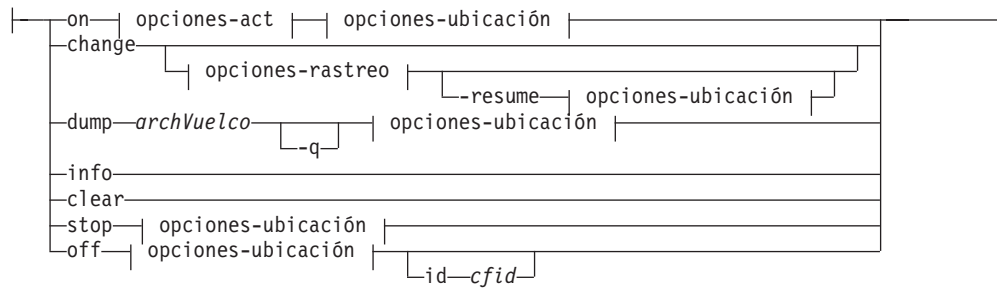 on opciones-act opciones-ubicación
change
opciones-rastreo
-resume opciones-ubicación
dump archVuelco opciones-ubicación
-q
info
clear
stop opciones-ubicación
off opciones-ubicación
id cfid